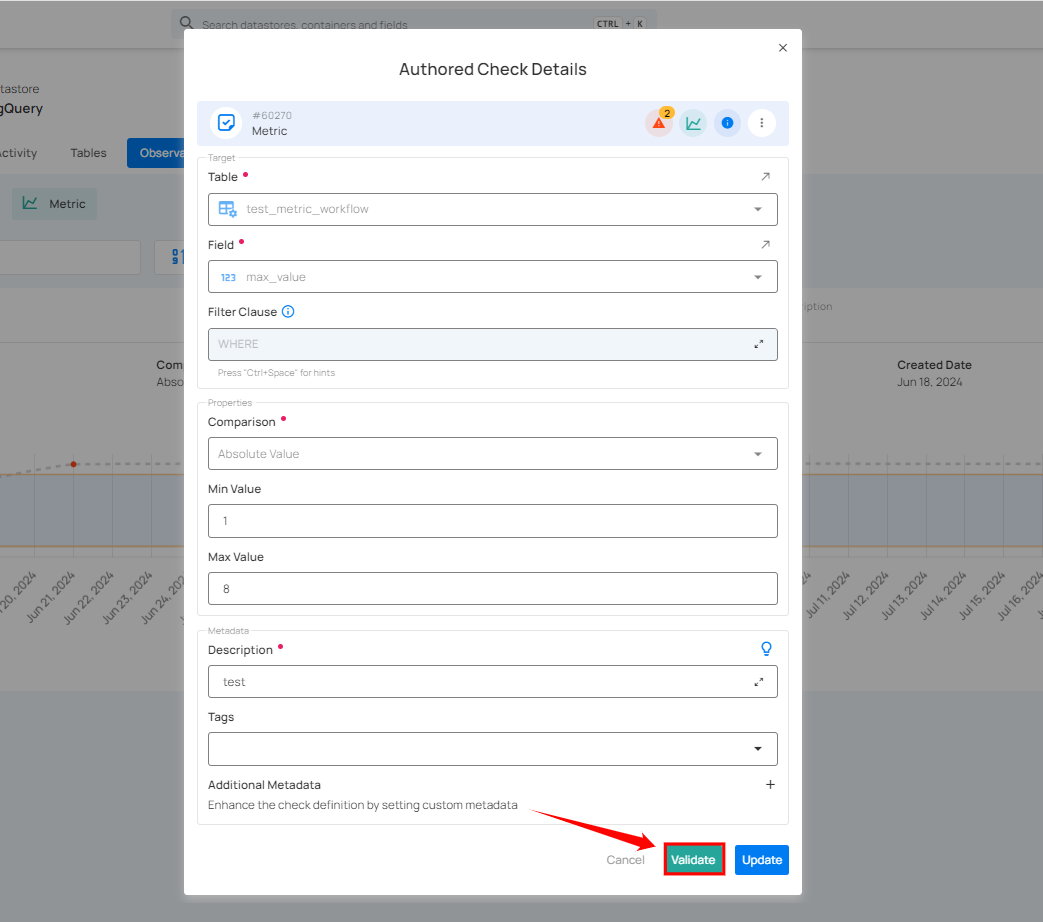 Search datastores, containers and fields
CTRL + K
Authored Check Details
tastore
gQuery
#60270
Metric
2
ctivity
Tables
Observa
Target
Table
Metric
test_metric_workflow
Field
123 max_value
Filter Clause
ription
WHERE
Press "Ctrl+Space" for hints
Com
Abso
Created Date
Jun 18, 2024
Properties
Comparison
Absolute Value
Min Value
1
Max Value
8
20, 2024
Jun 21, 2024
Jun 22, 2024
Jun 23, 2024
Jun 24, 202
Jul 11, 2024
Jul 12, 2024
Jul 13, 2024
Jul 14, 2024
Jul 15, 2024
Jul 16, 2024
Metadata
Description
test
Tags
Additional Metadata
Enhance the check definition by setting custom metadata
Cancel
Validate
Update